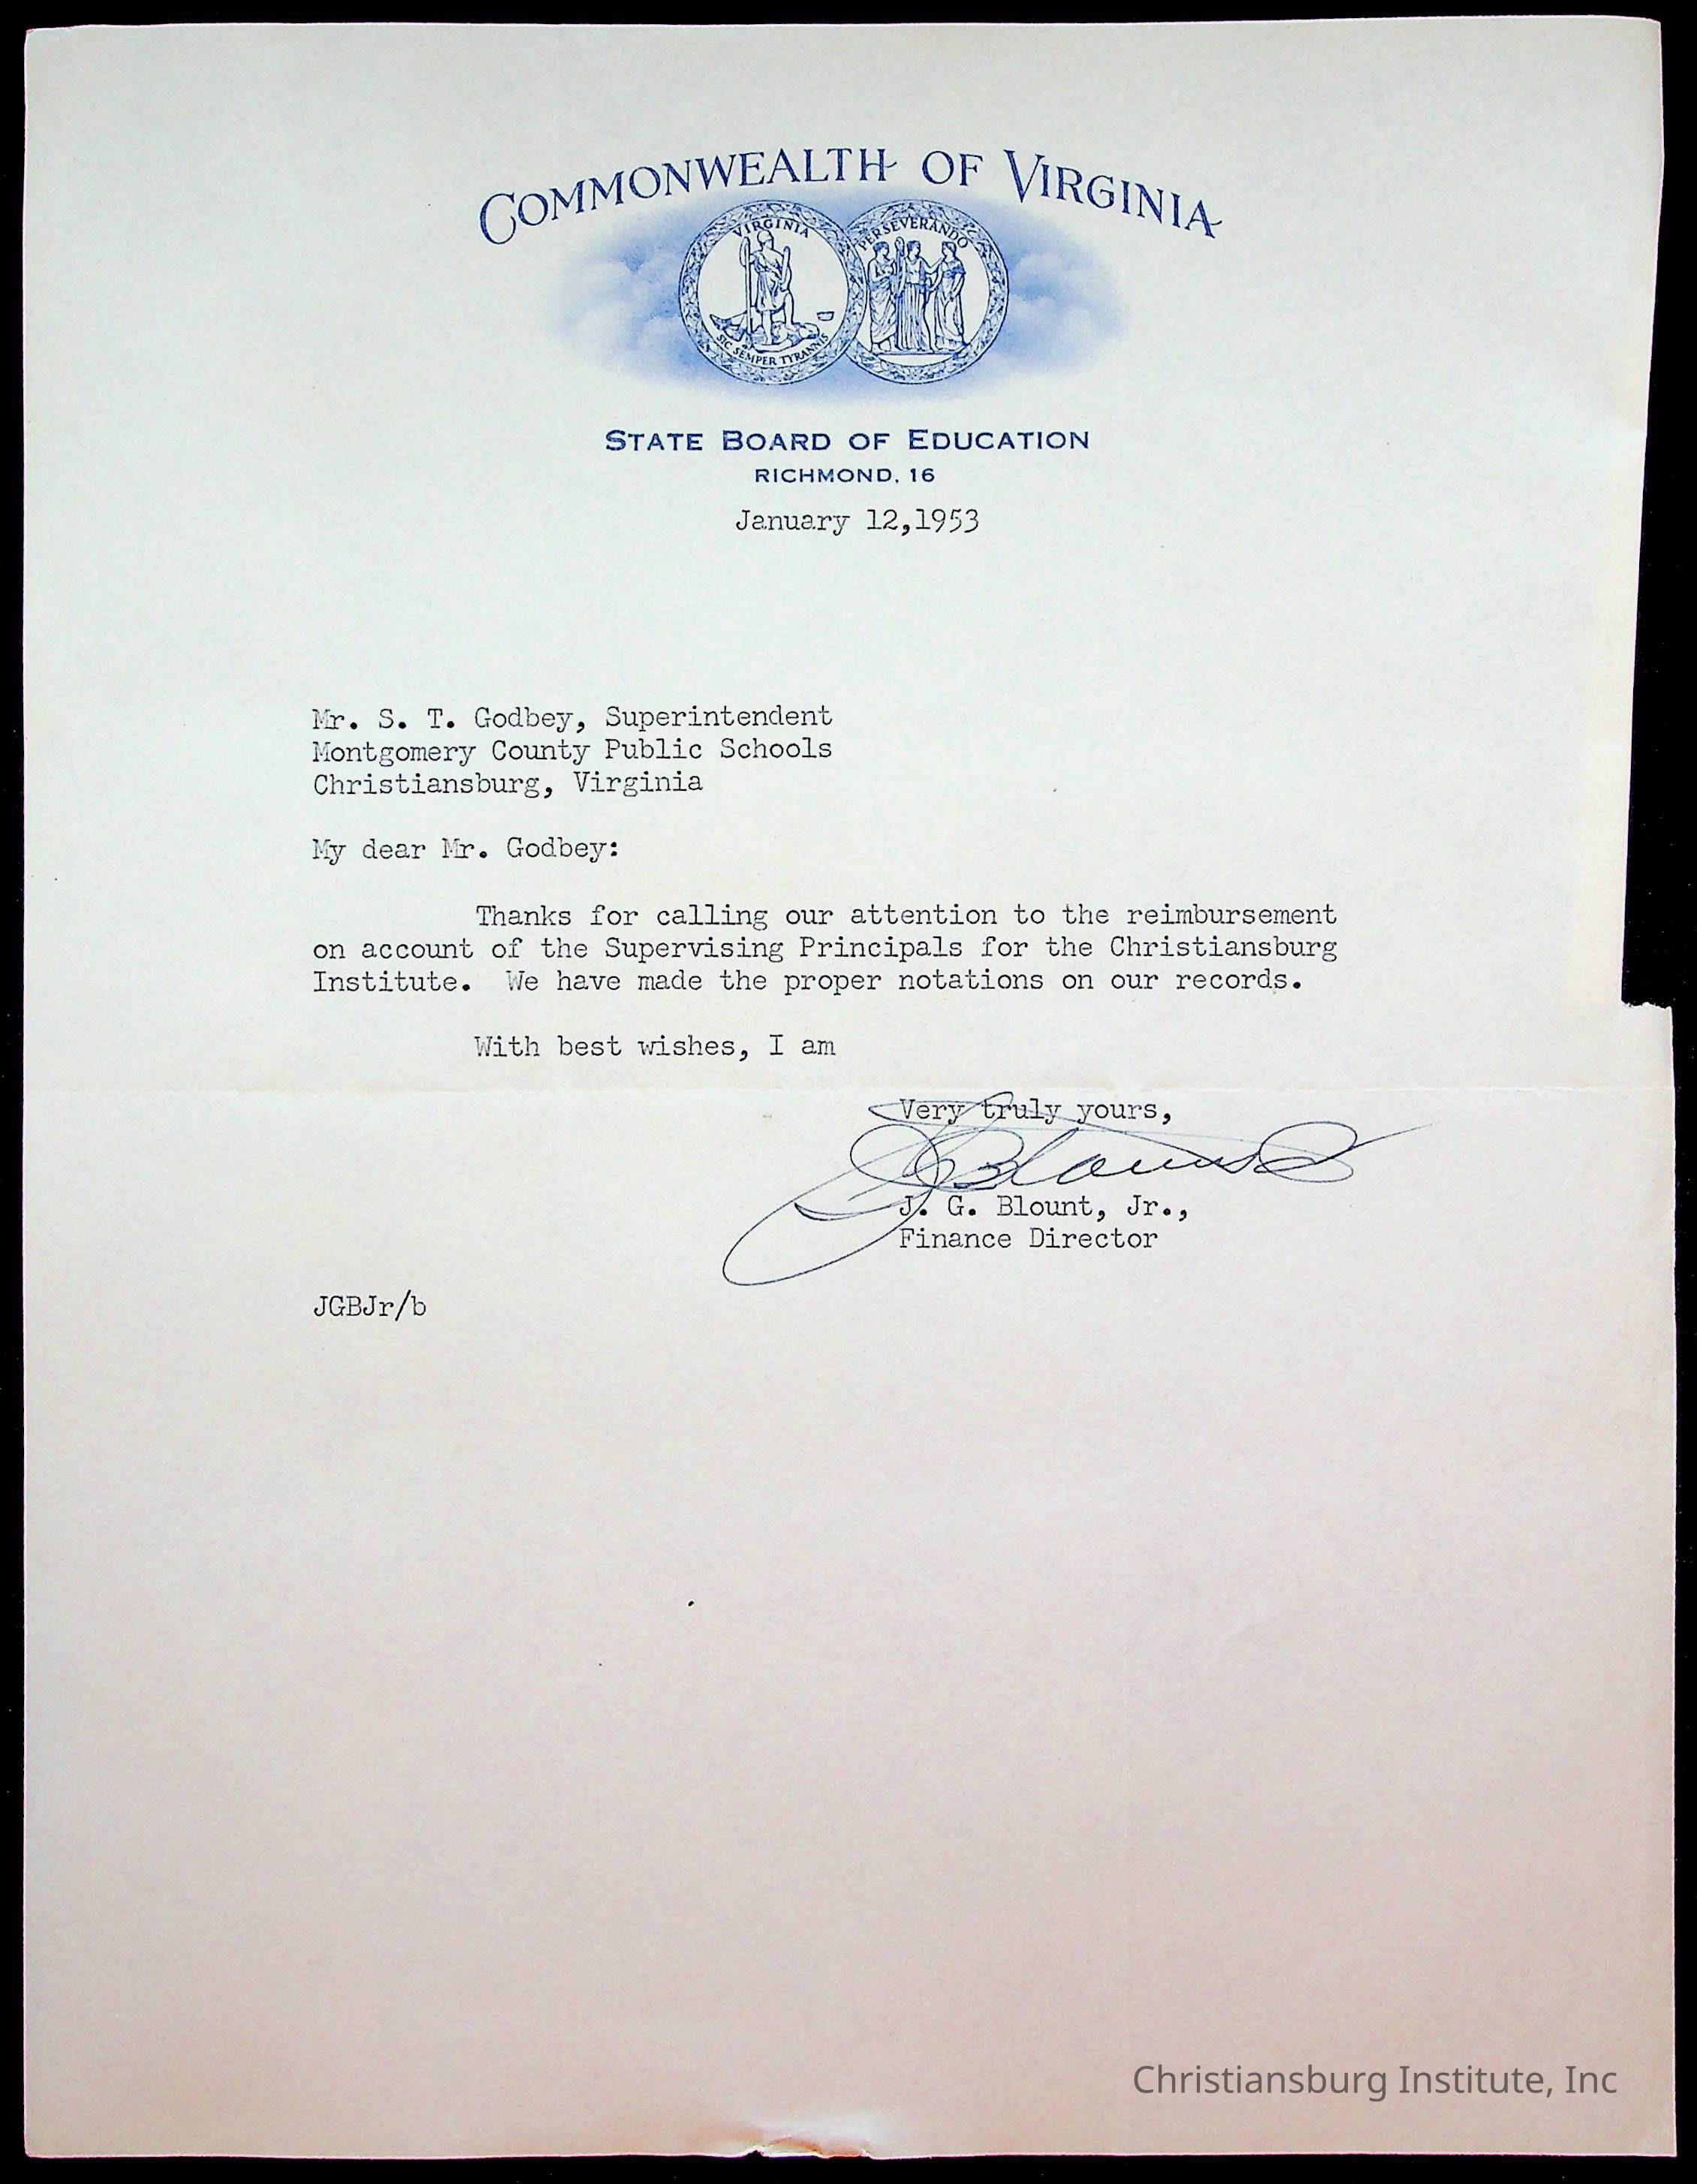 COMMONWEALTH OF VIRGINIA
VIRGINIA
SIC SEMPER TYRANNIS
PERSEVERANDO
STATE BOARD OF EDUCATION
RICHMOND, 16
January 12,1953
Mr. S. T. Godbey, Superintendent
Montgomery County Public Schools
Christiansburg, Virginia
My dear Mr. Godbey:
Thanks for calling our attention to the reimbursement
on account of the Supervising Principals for the Christiansburg
Institute. We have made the proper notations on our records.
With best wishes, I am
Very truly yours,
JGBlount Jr
J. G. Blount, Jr.,
Finance Director
JGBJr/b
Christiansburg Institute, Inc